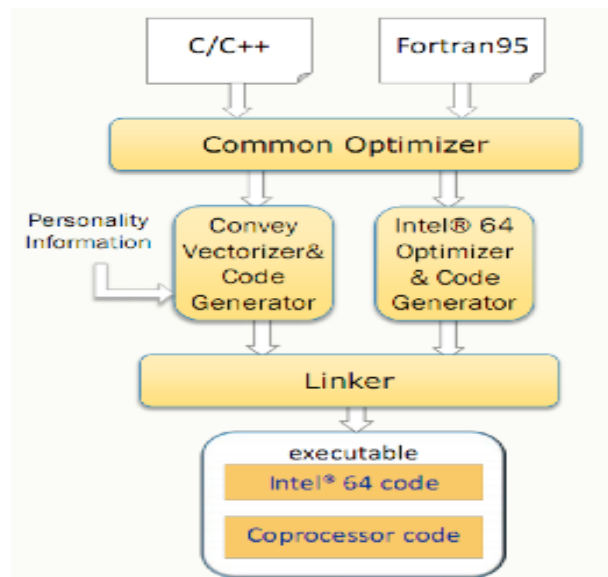 C/C++
Fortran95
Common Optimizer
Personality
Information
Convey
Vectorizer&
Code
Generator
Intel® 64
Optimizer
& Code
Generator
Linker
executable
Intel® 64 code
Coprocessor code